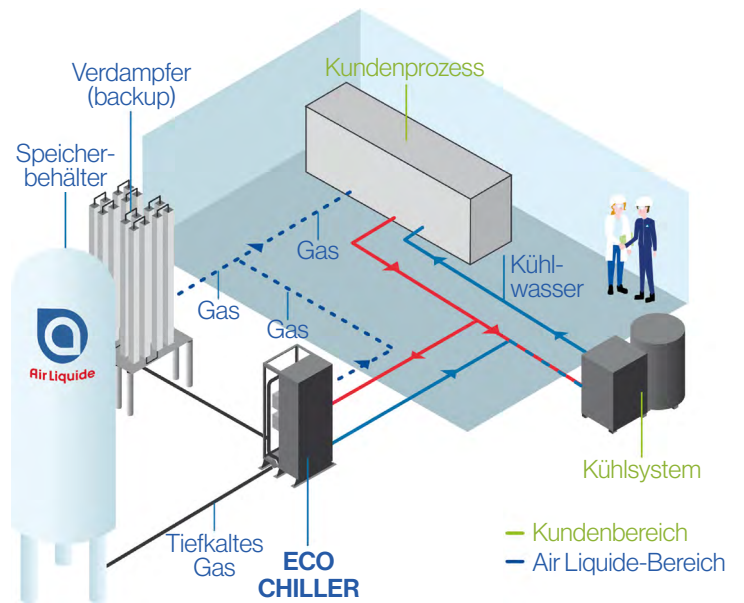 Verdampfer
(backup)
Kundenprozess
Speicher-
behälter
Gas
Kühl-
wasser
Gas
Gas
Air Liquide
Kühlsystem
Tiefkaltes
Gas
ECO
CHILLER
Kundenbereich
Air Liquide-Bereich